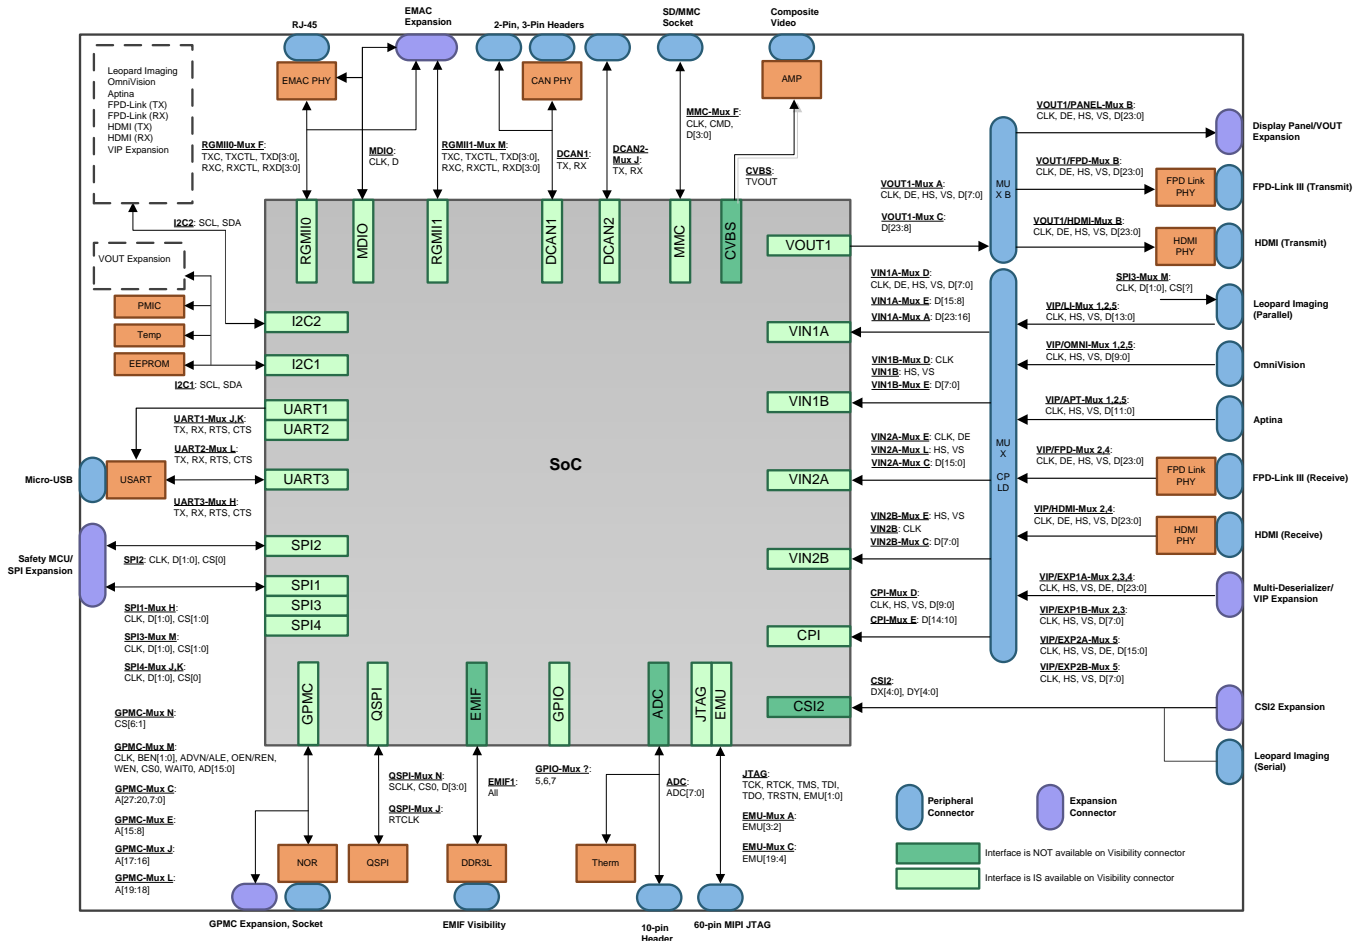 RJ-45
EMAC
Expansion
2-Pin, 3-Pin Headers
SD/MMC
Socket
Composite
Video
Leopard Imaging
OmniVision
Aptina
FPD-Link (TX)
FPD-Link (RX)
HDMI (TX)
HDMI (RX)
VIP Expansion
EMAC PHY
CAN PHY
AMP
RGMII0-Mux F:
TXC, TXCTL, TXD[3:0],
RXC, RXCTL, RXD[3:0]
MDIO:
CLK, D
RGMII1-Mux M:
TXC, TXCTL, TXD[3:0],
RXC, RXCTL, RXD[3:0]
DCAN1:
TX, RX
DCAN2-
Mux J:
TX, RX
MMC-Mux F:
CLK, CMD,
D[3:0]
CVBS:
TVOUT
I2C2: SCL, SDA
VOUT Expansion
PMIC
Temp
EEPROM
I2C1: SCL, SDA
RGMII0
MDIO
RGMII1
DCAN1
DCAN2
MMC
CVBS
I2C2
I2C1
UART1
UART2
UART3
SPI2
SPI1
SPI3
SPI4
SoC
VOUT1
VIN1A
VIN1B
VIN2A
VIN2B
CPI
CSI2
GPMC
QSPI
EMIF
GPIO
ADC
JTAG
EMU
UART1-Mux J,K:
TX, RX, RTS, CTS
UART2-Mux L:
TX, RX, RTS, CTS
Micro-USB
USART
UART3-Mux H:
TX, RX, RTS, CTS
Safety MCU/
SPI Expansion
SPI2: CLK, D[1:0], CS[0]
SPI1-Mux H:
CLK, D[1:0], CS[1:0]
SPI3-Mux M:
CLK, D[1:0], CS[1:0]
SPI4-Mux J,K:
CLK, D[1:0], CS[0]
GPMC-Mux N:
CS[6:1]
GPMC-Mux M:
CLK, BEN[1:0], ADVN/ALE, OEN/REN,
WEN, CS0, WAIT0, AD[15:0]
GPMC-Mux C:
A[27:20,7:0]
GPMC-Mux E:
A[15:8]
GPMC-Mux J:
A[17:16]
GPMC-Mux L:
A[19:18]
QSPI-Mux N:
SCLK, CS0, D[3:0]
QSPI-Mux J:
RTCLK
EMIF1:
All
GPIO-Mux ?:
5,6,7
ADC:
ADC[7:0]
JTAG:
TCK, RTCK, TMS, TDI,
TDO, TRSTN, EMU[1:0]
EMU-Mux A:
EMU[3:2]
EMU-Mux C:
EMU[19:4]
NOR
QSPI
DDR3L
Therm
GPMC Expansion, Socket
EMIF Visibility
10-pin
Header
60-pin MIPI JTAG
VOUT1-Mux A:
CLK, DE, HS, VS, D[7:0]
VOUT1-Mux C:
D[23:8]
VIN1A-Mux D:
CLK, DE, HS, VS, D[7:0]
VIN1A-Mux E: D[15:8]
VIN1A-Mux A: D[23:16]
VIN1B-Mux D: CLK
VIN1B: HS, VS
VIN1B-Mux E: D[7:0]
VIN2A-Mux E: CLK, DE
VIN2A-Mux L: HS, VS
VIN2A-Mux C: D[15:0]
VIN2B-Mux E: HS, VS
VIN2B: CLK
VIN2B-Mux C: D[7:0]
CPI-Mux D:
CLK, HS, VS, D[9:0]
CPI-Mux E: D[14:10]
CSI2:
DX[4:0], DY[4:0]
MU
X B
MU
X
CP
LD
VOUT1/PANEL-Mux B:
CLK, DE, HS, VS, D[23:0]
VOUT1/FPD-Mux B:
CLK, DE, HS, VS, D[23:0]
VOUT1/HDMI-Mux B:
CLK, DE, HS, VS, D[23:0]
SPI3-Mux M:
CLK, D[1:0], CS[?]
VIP/LI-Mux 1,2,5:
CLK, HS, VS, D[13:0]
VIP/OMNI-Mux 1,2,5:
CLK, HS, VS, D[9:0]
VIP/APT-Mux 1,2,5:
CLK, HS, VS, D[11:0]
VIP/FPD-Mux 2,4:
CLK, DE, HS, VS, D[23:0]
VIP/HDMI-Mux 2,4:
CLK, DE, HS, VS, D[23:0]
VIP/EXP1A-Mux 2,3,4:
CLK, HS, VS, DE, D[23:0]
VIP/EXP1B-Mux 2,3:
CLK, HS, VS, D[7:0]
VIP/EXP2A-Mux 5:
CLK, HS, VS, DE, D[15:0]
VIP/EXP2B-Mux 5:
CLK, HS, VS, D[7:0]
FPD Link
PHY
HDMI
PHY
FPD Link
PHY
HDMI
PHY
Display Panel/VOUT
Expansion
FPD-Link III (Transmit)
HDMI (Transmit)
Leopard Imaging
(Parallel)
OmniVision
Aptina
FPD-Link III (Receive)
HDMI (Receive)
Multi-Deserializer/
VIP Expansion
CSI2 Expansion
Leopard Imaging
(Serial)
Peripheral
Connector
Expansion
Connector
Interface is NOT available on Visibility connector
Interface is IS available on Visibility connector